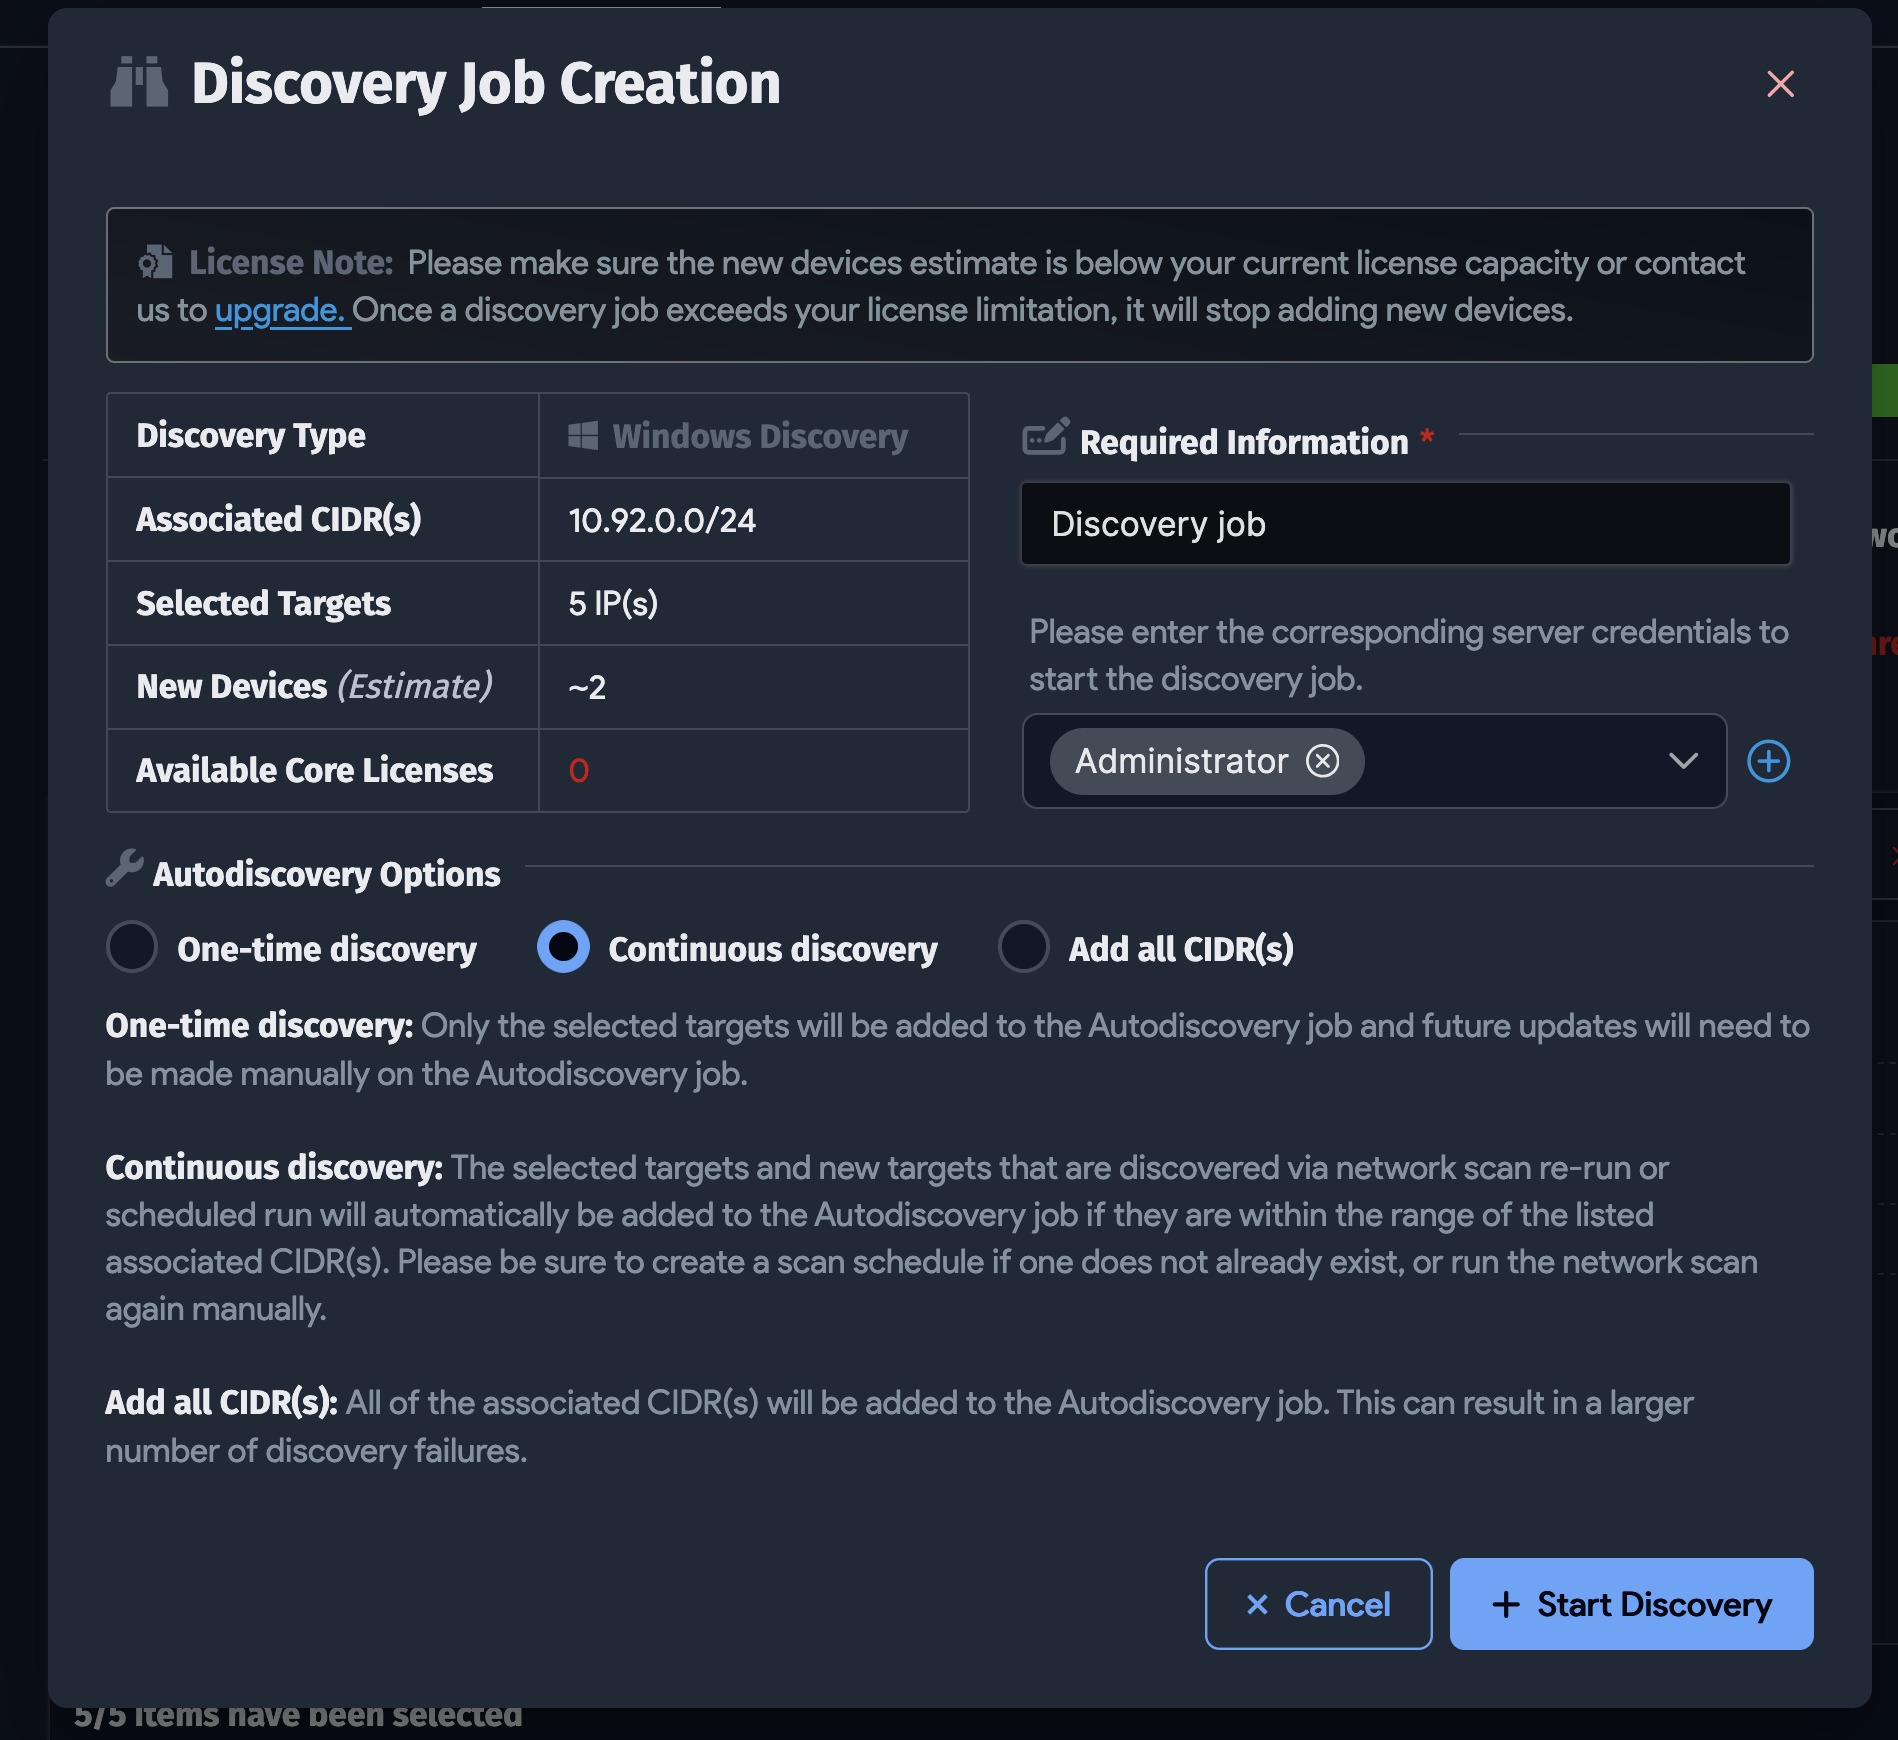 Discovery Job Creation
License Note: Please make sure the new devices estimate is below your current license capacity or contact
us to upgrade. Once a discovery job exceeds your license limitation, it will stop adding new devices.
Discovery Type Windows Discovery
Associated CIDR(s) 10.92.0.0/24
Selected Targets 5 IP(s)
New Devices (Estimate) ~2
Available Core Licenses 0
Required Information *
Discovery job
Please enter the corresponding server credentials to
start the discovery job.
Administrator
Autodiscovery Options
One-time discovery Continuous discovery Add all CIDR(s)
One-time discovery: Only the selected targets will be added to the Autodiscovery job and future updates will need to
be made manually on the Autodiscovery job.
Continuous discovery: The selected targets and new targets that are discovered via network scan re-run or
scheduled run will automatically be added to the Autodiscovery job if they are within the range of the listed
associated CIDR(s). Please be sure to create a scan schedule if one does not already exist, or run the network scan
again manually.
Add all CIDR(s): All of the associated CIDR(s) will be added to the Autodiscovery job. This can result in a larger
number of discovery failures.
Cancel + Start Discovery
5/5 items have been selected